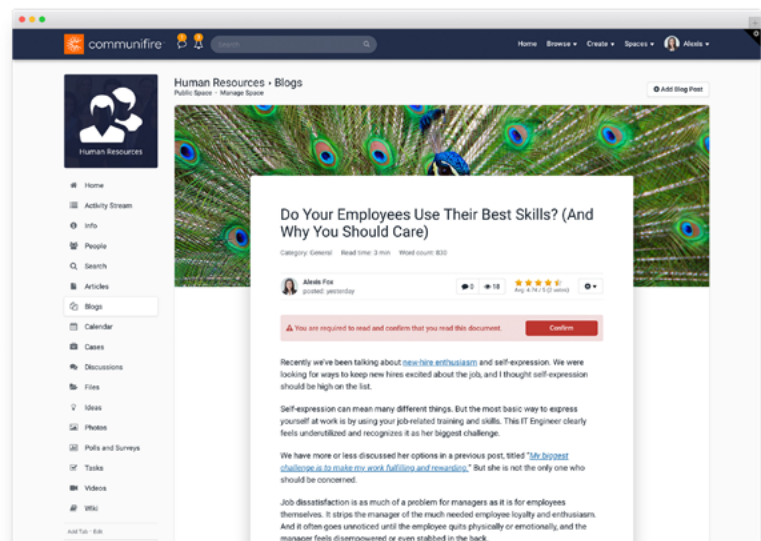 communifire
Search
Home Browse Create Spaces Alexis
Human Resources
Human Resources › Blogs
Public Space - Manage Space
Add Blog Post
Home
Activity Stream
Info
People
Search
Articles
Blogs
Calendar
Cases
Discussions
Files
Ideas
Photos
Polls and Surveys
Tasks
Videos
Wiki
Add Tab - Edit
Do Your Employees Use Their Best Skills? (And
Why You Should Care)
Category: General Read time: 3 min Word count: 830
Alexis Fox
posted: yesterday
0 18
Avg: 4.74 / 5 (2 votes)
You are required to read and confirm that you read this document.
Confirm
Recently we've been talking about new-hire enthusiasm and self-expression. We were
looking for ways to keep new hires excited about the job, and I thought self-expression
should be high on the list.
Self-expression can mean many different things. But the most basic way to express
yourself at work is by using your job-related training and skills. This IT Engineer clearly
feels underutilized and recognizes it as her biggest challenge.
We have more or less discussed her options in a previous post, titled "My biggest
challenge is to make my work fulfilling and rewarding." But she is not the only one who
should be concerned.
Job dissatisfaction is as much of a problem for managers as it is for employees
themselves. It strips the manager of the much needed employee loyalty and enthusiasm.
And it often goes unnoticed until the employee quits physically or emotionally, and the
manager feels disempowered or even stabbed in the back.